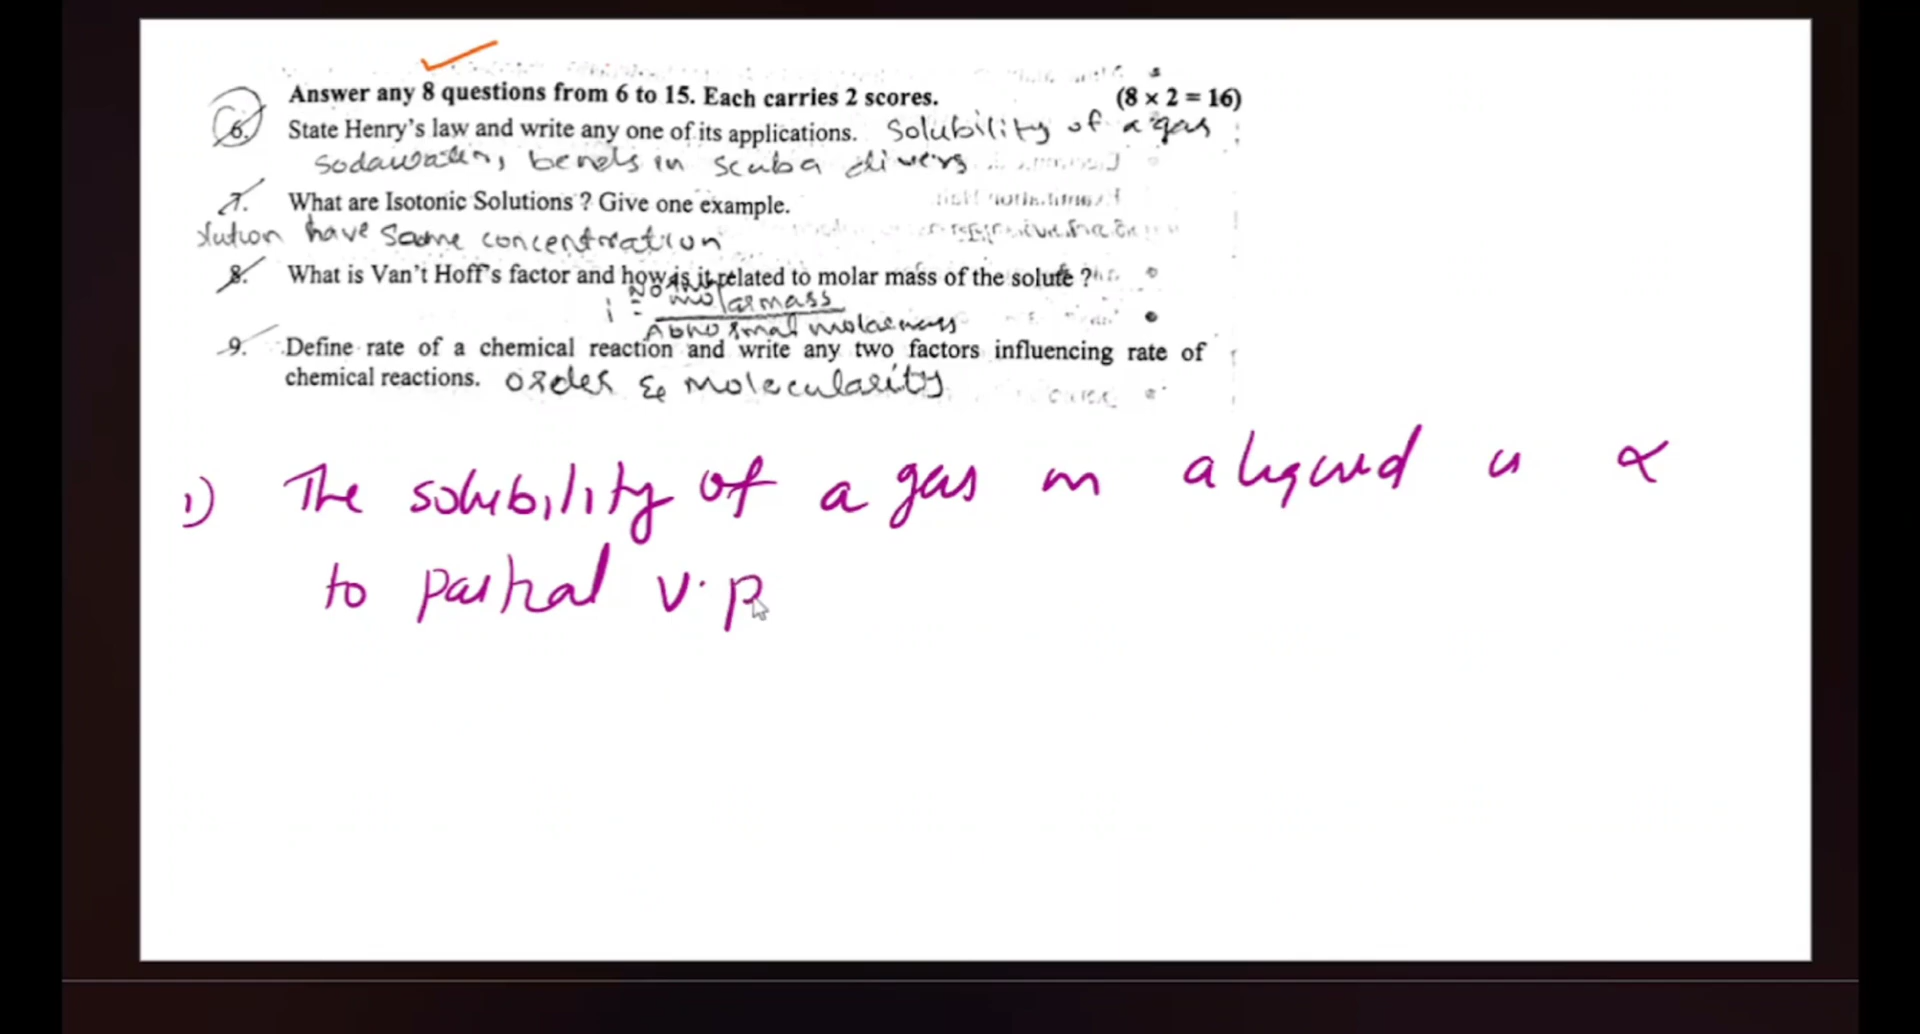 Answer any 8 questions from 6 to 15. Each carries 2 scores. (8 × 2 = 16)
6. State Henry's law and write any one of its applications. Solubility of a gas
sodawater, bends in scuba divers
7. What are Isotonic Solutions ? Give one example.
lution have same concentration
8. What is Van't Hoff's factor and how is it related to molar mass of the solute ?
i = Normal molar mass
Abnormal molar mass
9. Define rate of a chemical reaction and write any two factors influencing rate of
chemical reactions. order & molecularity
1) The solubility of a gas in a liquid is ∝
to partial v.p